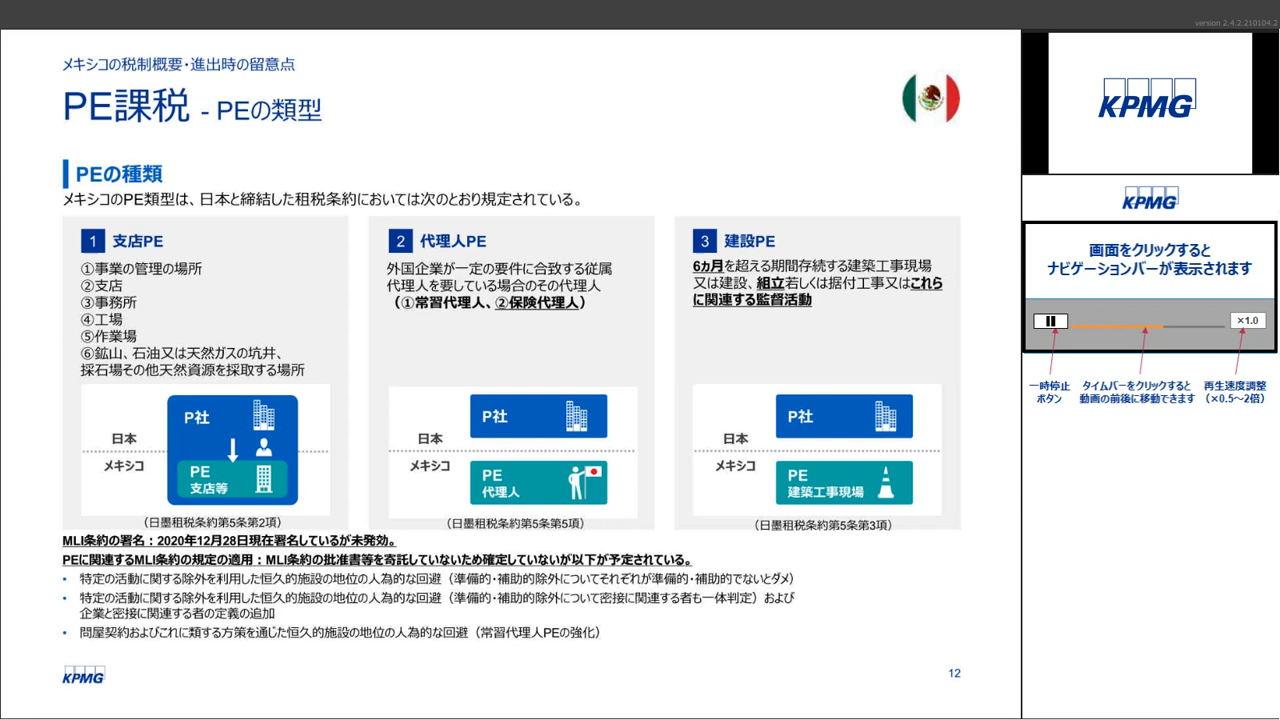 version 2.4.2.210104.2
メキシコの税制概要・進出時の留意点
PE課税 - PEの類型
PEの種類
メキシコのPE類型は、日本と締結した租税条約においては次のとおり規定されている。
1 支店PE
①事業の管理の場所
②支店
③事務所
④工場
⑤作業場
⑥鉱山、石油又は天然ガスの坑井、
採石場その他天然資源を採取する場所
P社
日本
メキシコ
PE
支店等
（日墨租税条約第5条第2項）
2 代理人PE
外国企業が一定の要件に合致する従属
代理人を要している場合のその代理人
（①常習代理人、②保険代理人）
P社
日本
メキシコ
PE
代理人
（日墨租税条約第5条第5項）
3 建設PE
6ヵ月を超える期間存続する建築工事現場
又は建設、組立若しくは据付工事又はこれら
に関連する監督活動
P社
日本
メキシコ
PE
建築工事現場
（日墨租税条約第5条第3項）
MLI条約の署名：2020年12月28日現在署名しているが未発効。
PEに関連するMLI条約の規定の適用：MLI条約の批准書等を寄託していないため確定していないが以下が予定されている。
• 特定の活動に関する除外を利用した恒久的施設の地位の人為的な回避（準備的・補助的除外についてそれぞれが準備的・補助的でないとダメ）
• 特定の活動に関する除外を利用した恒久的施設の地位の人為的な回避（準備的・補助的除外について密接に関連する者も一体判定）および
企業と密接に関連する者の定義の追加
• 問屋契約およびこれに類する方策を通じた恒久的施設の地位の人為的な回避（常習代理人PEの強化）
KPMG
12
KPMG
KPMG
画面をクリックすると
ナビゲーションバーが表示されます
×1.0
一時停止
ボタン
タイムバーをクリックすると
動画の前後に移動できます
再生速度調整
（×0.5～2倍）